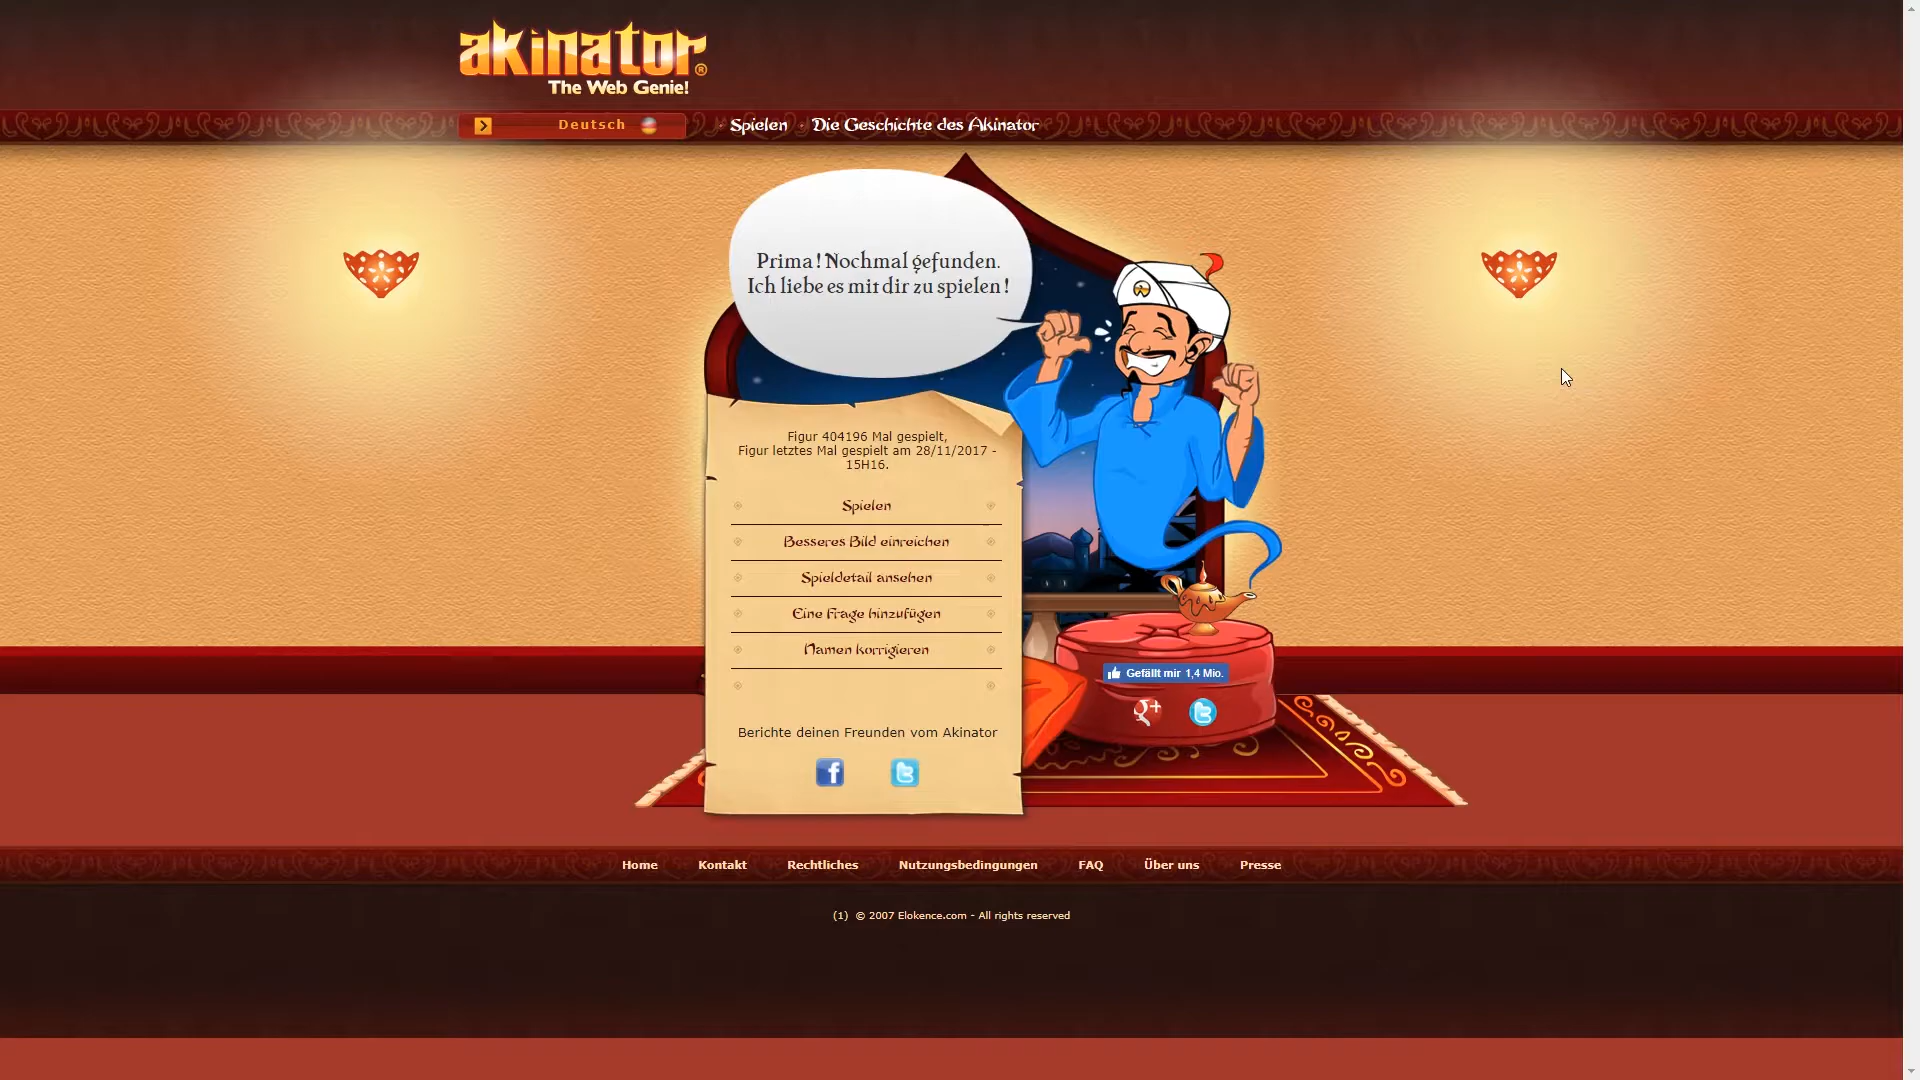 akinator®
The Web Genie!
Deutsch
Spielen
Die Geschichte des Akinator
Prima! Nochmal gefunden.
Ich liebe es mit dir zu spielen!
Figur 404196 Mal gespielt,
Figur letztes Mal gespielt am 28/11/2017 -
15H16.
Spielen
Besseres Bild einreichen
Spieldetail ansehen
Eine Frage hinzufügen
Namen korrigieren
Gefällt mir 1,4 Mio.
Berichte deinen Freunden vom Akinator
Home Kontakt Rechtliches Nutzungsbedingungen FAQ Über uns Presse
(1) © 2007 Elokence.com - All rights reserved